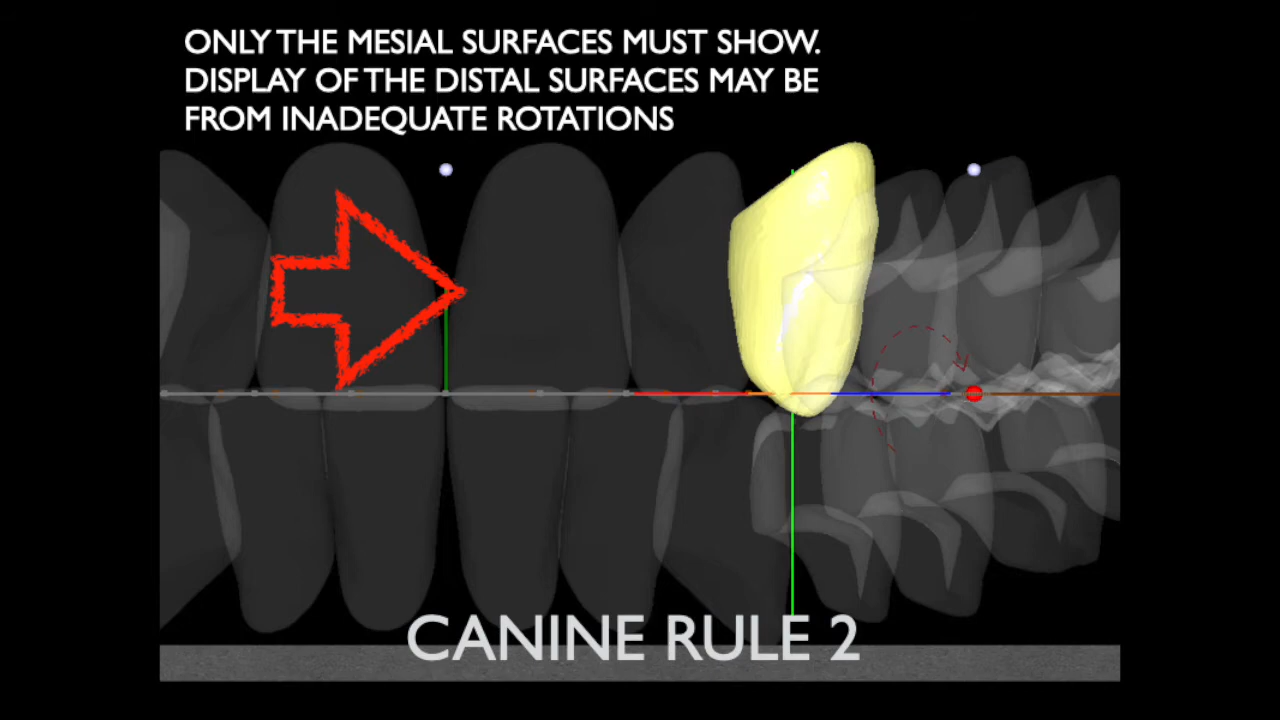 ONLY THE MESIAL SURFACES MUST SHOW.
DISPLAY OF THE DISTAL SURFACES MAY BE
FROM INADEQUATE ROTATIONS
CANINE RULE 2